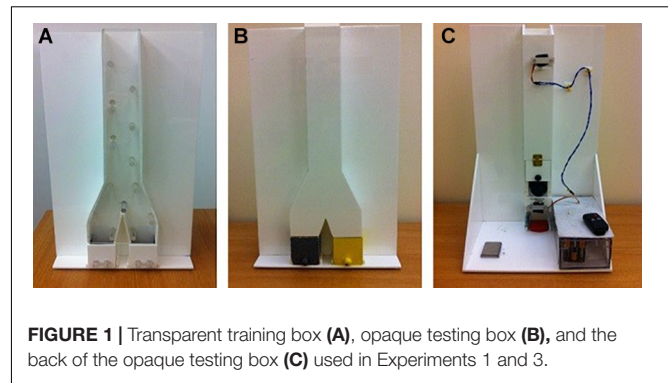 A
B
C
FIGURE 1 | Transparent training box (A), opaque testing box (B), and the
back of the opaque testing box (C) used in Experiments 1 and 3.